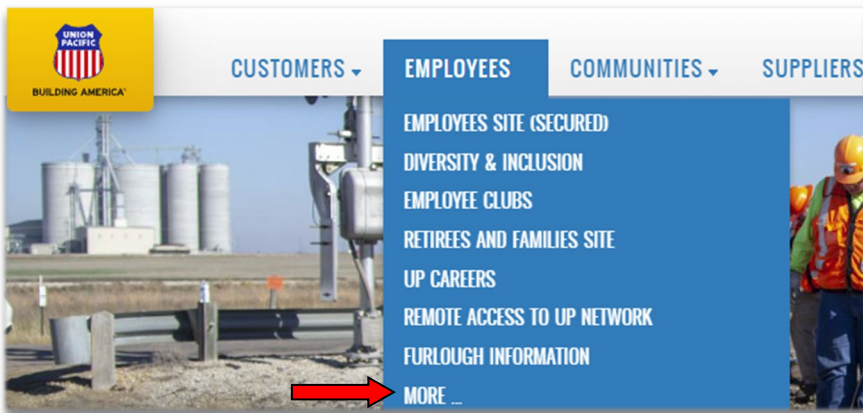 UNION
PACIFIC
BUILDING AMERICA®
CUSTOMERS
EMPLOYEES
COMMUNITIES
SUPPLIERS
EMPLOYEES SITE (SECURED)
DIVERSITY & INCLUSION
EMPLOYEE CLUBS
RETIREES AND FAMILIES SITE
UP CAREERS
REMOTE ACCESS TO UP NETWORK
FURLOUGH INFORMATION
MORE ...